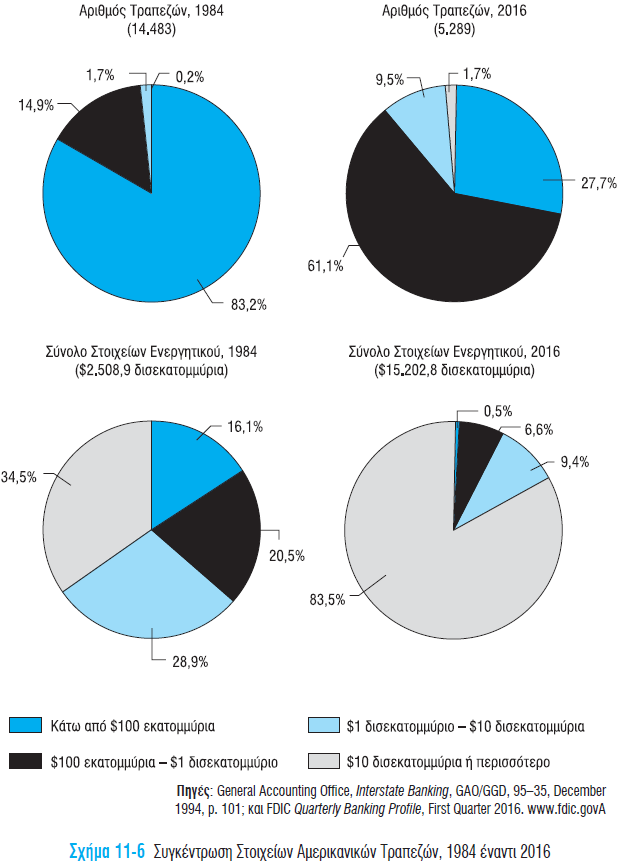 Αριθμός Τραπεζών, 1984
(14.483)
1,7%
0,2%
14,9%
83,2%
Αριθμός Τραπεζών, 2016
(5.289)
9,5%
1,7%
27,7%
61,1%
Σύνολο Στοιχείων Ενεργητικού, 1984
($2.508,9 δισεκατομμύρια)
16,1%
34,5%
20,5%
28,9%
Σύνολο Στοιχείων Ενεργητικού, 2016
($15.202,8 δισεκατομμύρια)
0,5%
6,6%
9,4%
83,5%
Κάτω από $100 εκατομμύρια
$1 δισεκατομμύριο – $10 δισεκατομμύρια
$100 εκατομμύρια – $1 δισεκατομμύριο
$10 δισεκατομμύρια ή περισσότερο
Πηγές: General Accounting Office, Interstate Banking, GAO/GGD, 95–35, December
1994, p. 101; και FDIC Quarterly Banking Profile, First Quarter 2016. www.fdic.govA
Σχήμα 11-6 Συγκέντρωση Στοιχείων Αμερικανικών Τραπεζών, 1984 έναντι 2016